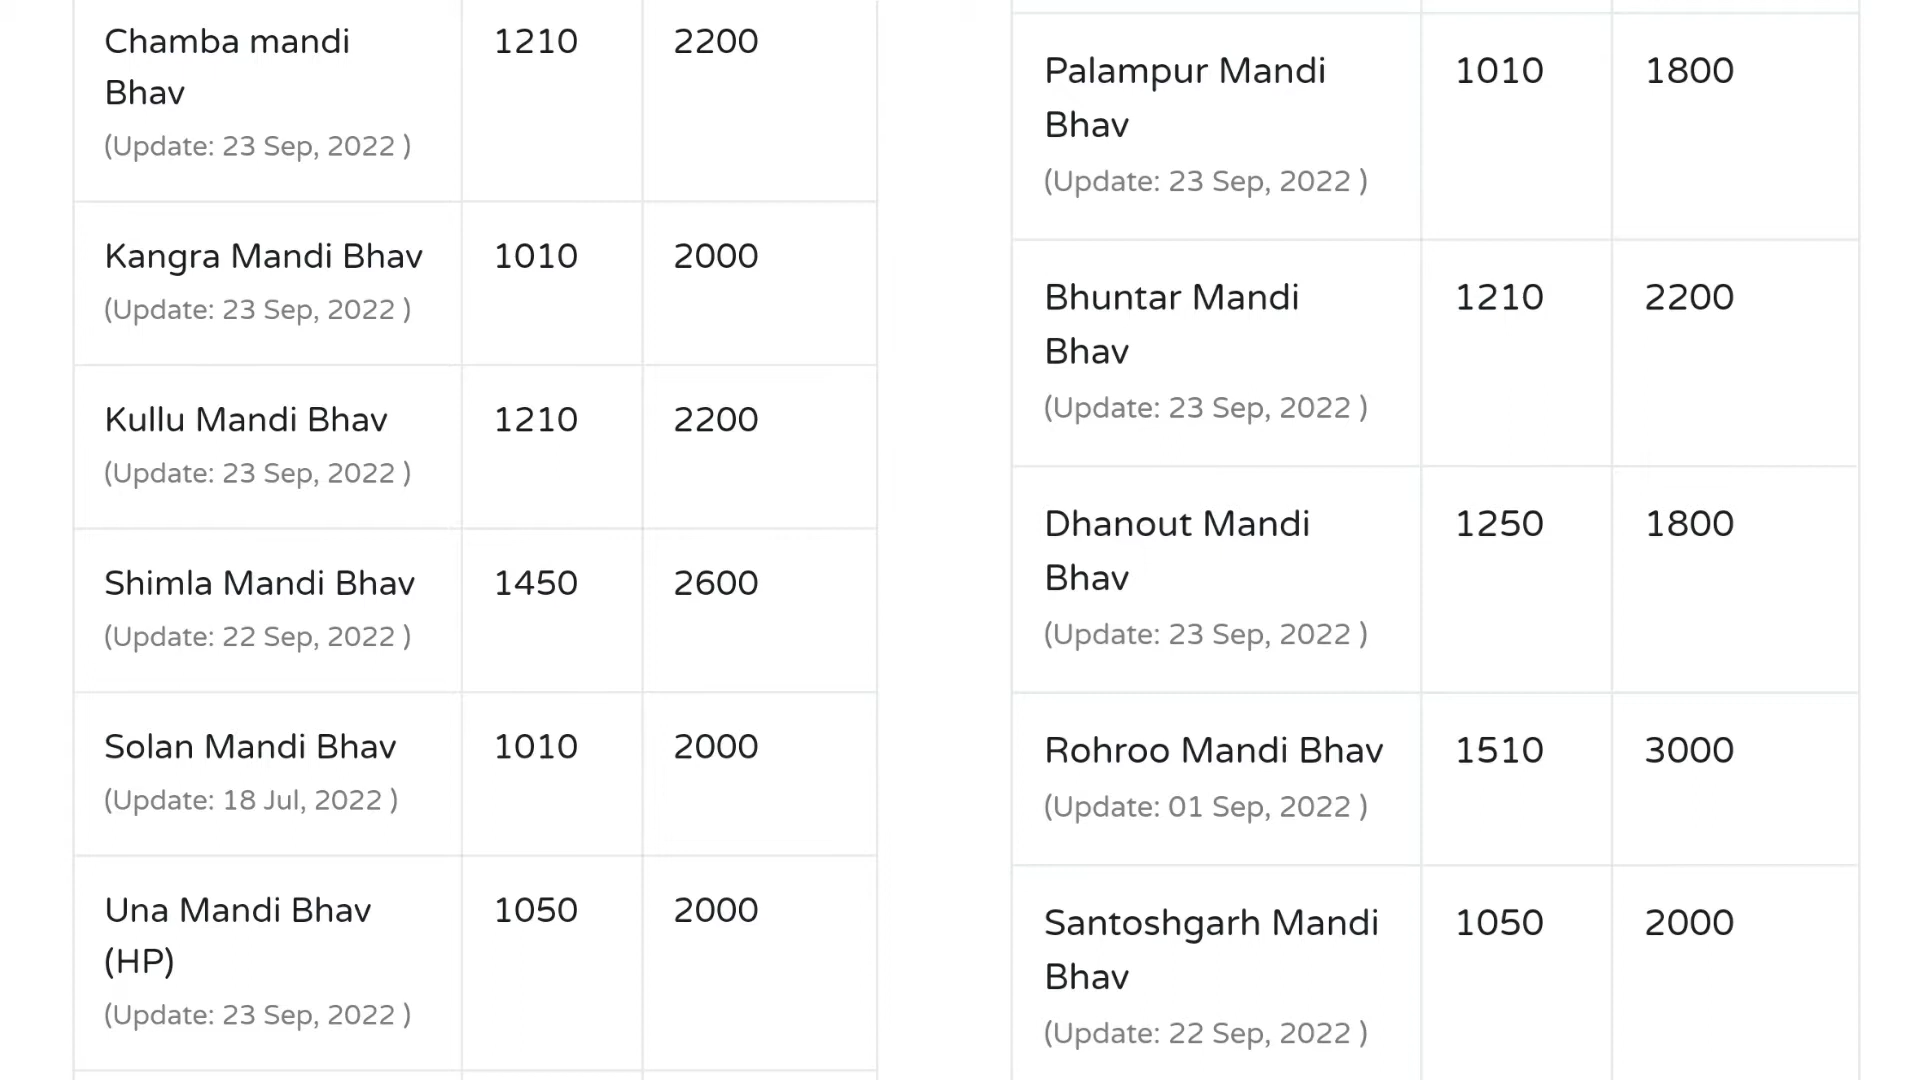 Chamba mandi 1210 2200
Bhav
(Update: 23 Sep, 2022 )
Kangra Mandi Bhav 1010 2000
(Update: 23 Sep, 2022 )
Kullu Mandi Bhav 1210 2200
(Update: 23 Sep, 2022 )
Shimla Mandi Bhav 1450 2600
(Update: 22 Sep, 2022 )
Solan Mandi Bhav 1010 2000
(Update: 18 Jul, 2022 )
Una Mandi Bhav 1050 2000
(HP)
(Update: 23 Sep, 2022 )
Palampur Mandi 1010 1800
Bhav
(Update: 23 Sep, 2022 )
Bhuntar Mandi 1210 2200
Bhav
(Update: 23 Sep, 2022 )
Dhanout Mandi 1250 1800
Bhav
(Update: 23 Sep, 2022 )
Rohroo Mandi Bhav 1510 3000
(Update: 01 Sep, 2022 )
Santoshgarh Mandi 1050 2000
Bhav
(Update: 22 Sep, 2022 )